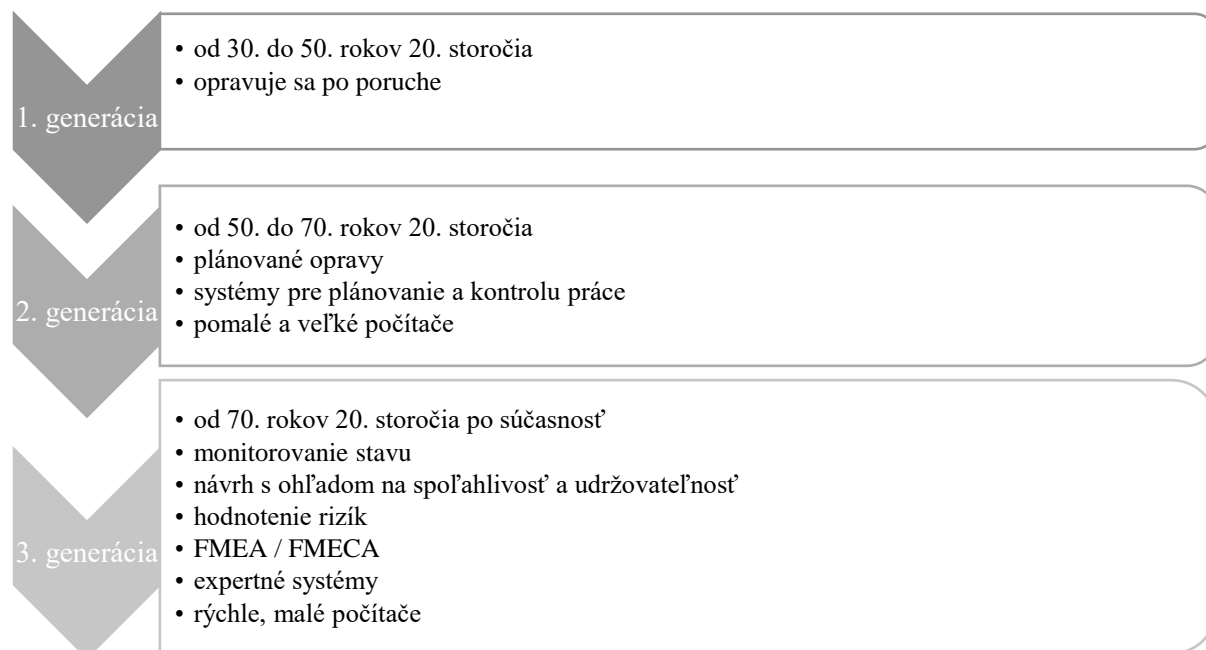 1. generácia
• od 30. do 50. rokov 20. storočia
• opravuje sa po poruche
2. generácia
• od 50. do 70. rokov 20. storočia
• plánované opravy
• systémy pre plánovanie a kontrolu práce
• pomalé a veľké počítače
3. generácia
• od 70. rokov 20. storočia po súčasnosť
• monitorovanie stavu
• návrh s ohľadom na spoľahlivosť a udržovateľnosť
• hodnotenie rizík
• FMEA / FMECA
• expertné systémy
• rýchle, malé počítače